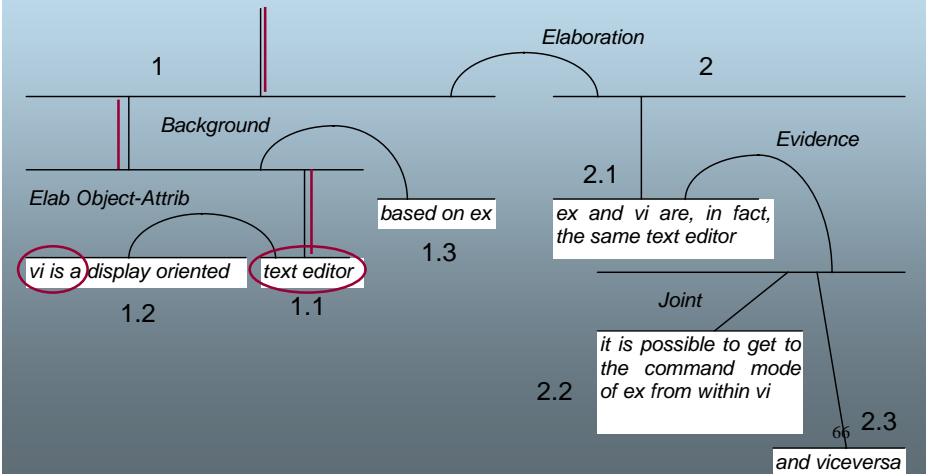 Elaboration
1
2
Background
Evidence
Elab Object-Attrib
2.1
based on ex
1.3
ex and vi are, in fact,
the same text editor
vi is a display oriented
text editor
1.2
1.1
Joint
it is possible to get to
the command mode
of ex from within vi
2.2
66
2.3
and viceversa